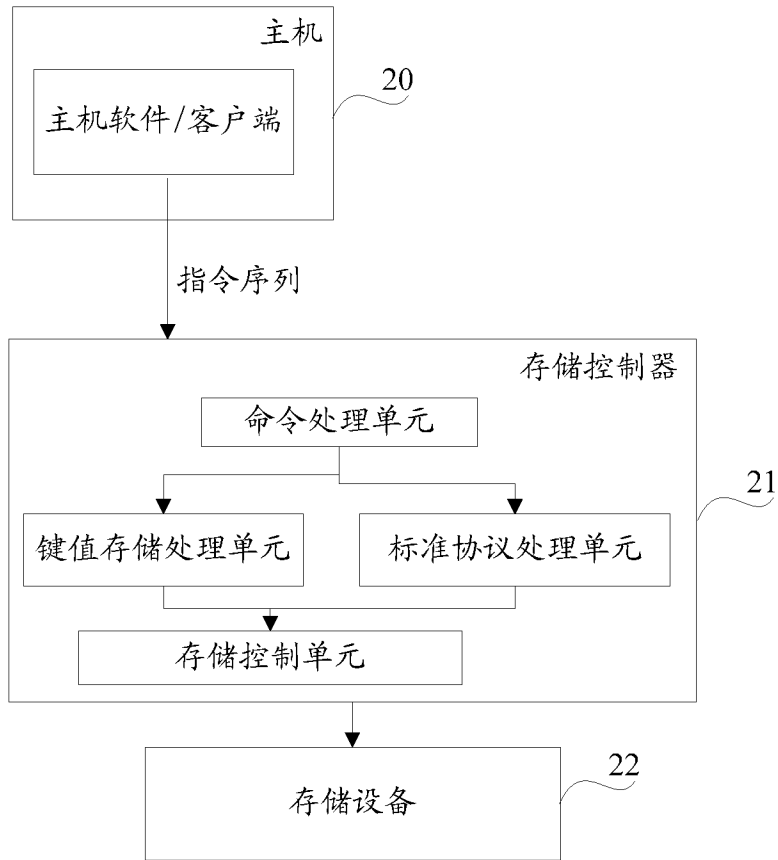 主机
20
主机软件/客户端
指令序列
存储控制器
命令处理单元
21
键值存储处理单元
标准协议处理单元
存储控制单元
22
存储设备